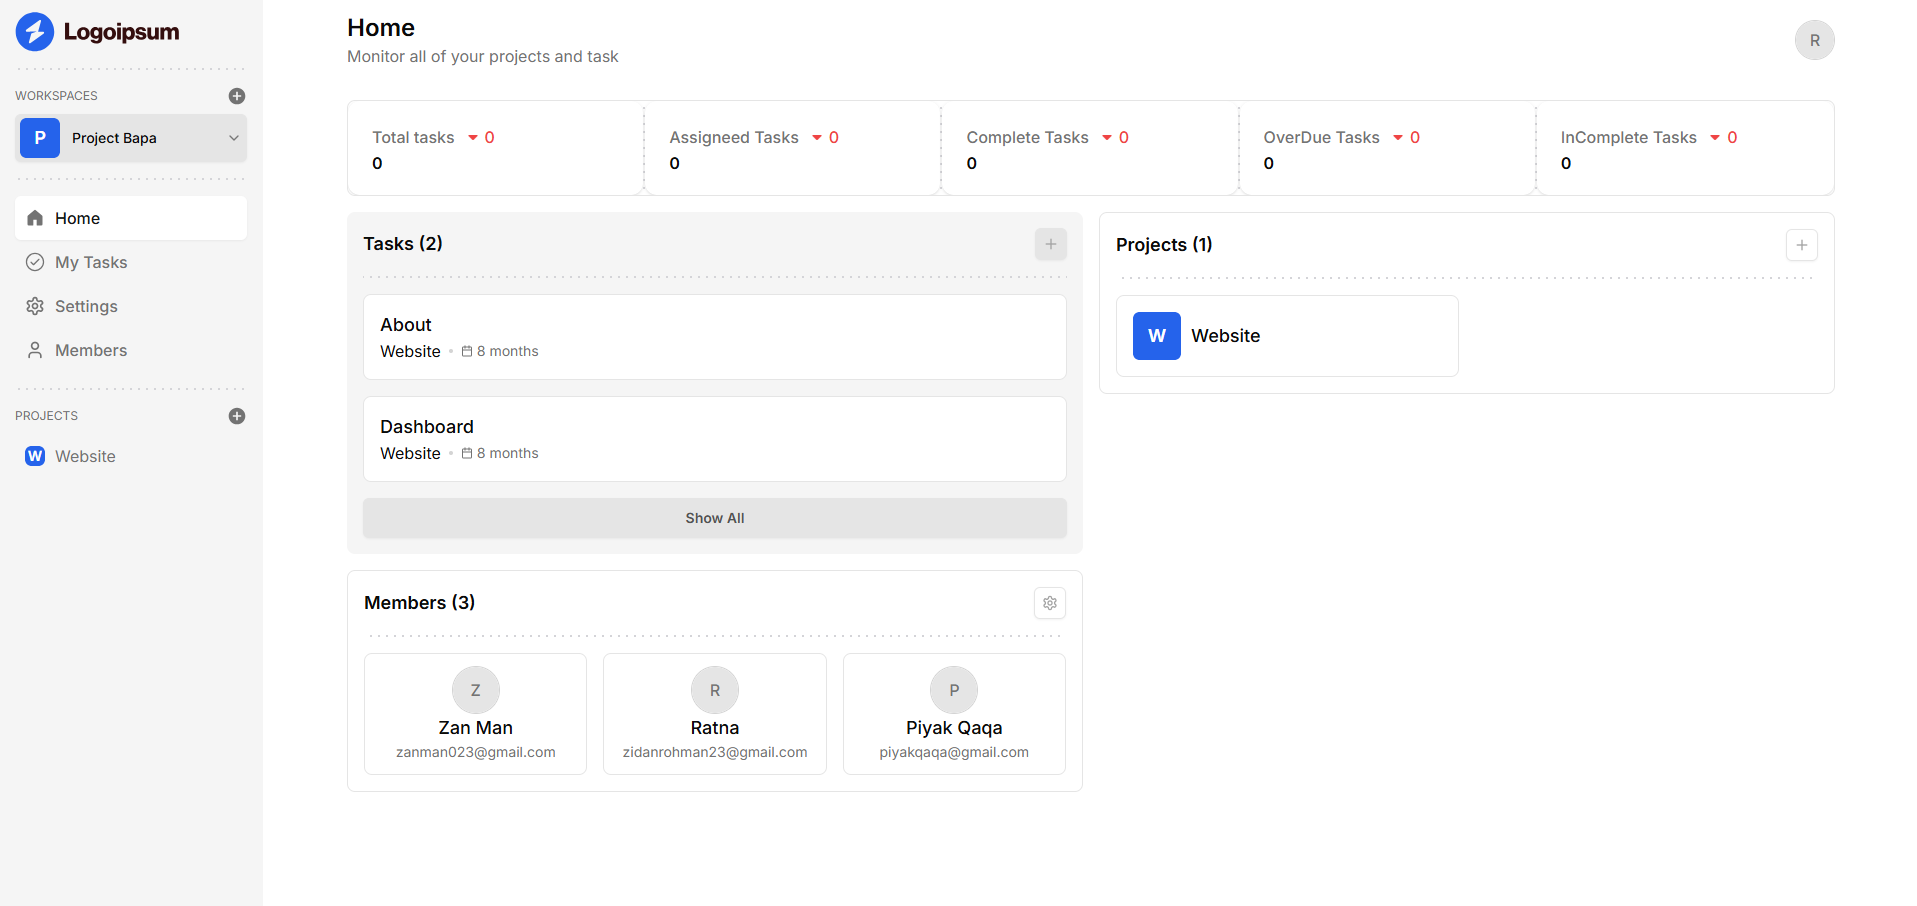 Logoipsum
WORKSPACES
P Project Bapa
Home
My Tasks
Settings
Members
PROJECTS
W Website
Home
Monitor all of your projects and task
R
Total tasks 0
0
Assigneed Tasks 0
0
Complete Tasks 0
0
OverDue Tasks 0
0
InComplete Tasks 0
0
Tasks (2)
About
Website • 8 months
Dashboard
Website • 8 months
Show All
Projects (1)
W Website
Members (3)
Z
Zan Man
zanman023@gmail.com
R
Ratna
zidanrohman23@gmail.com
P
Piyak Qaqa
piyakqaqa@gmail.com